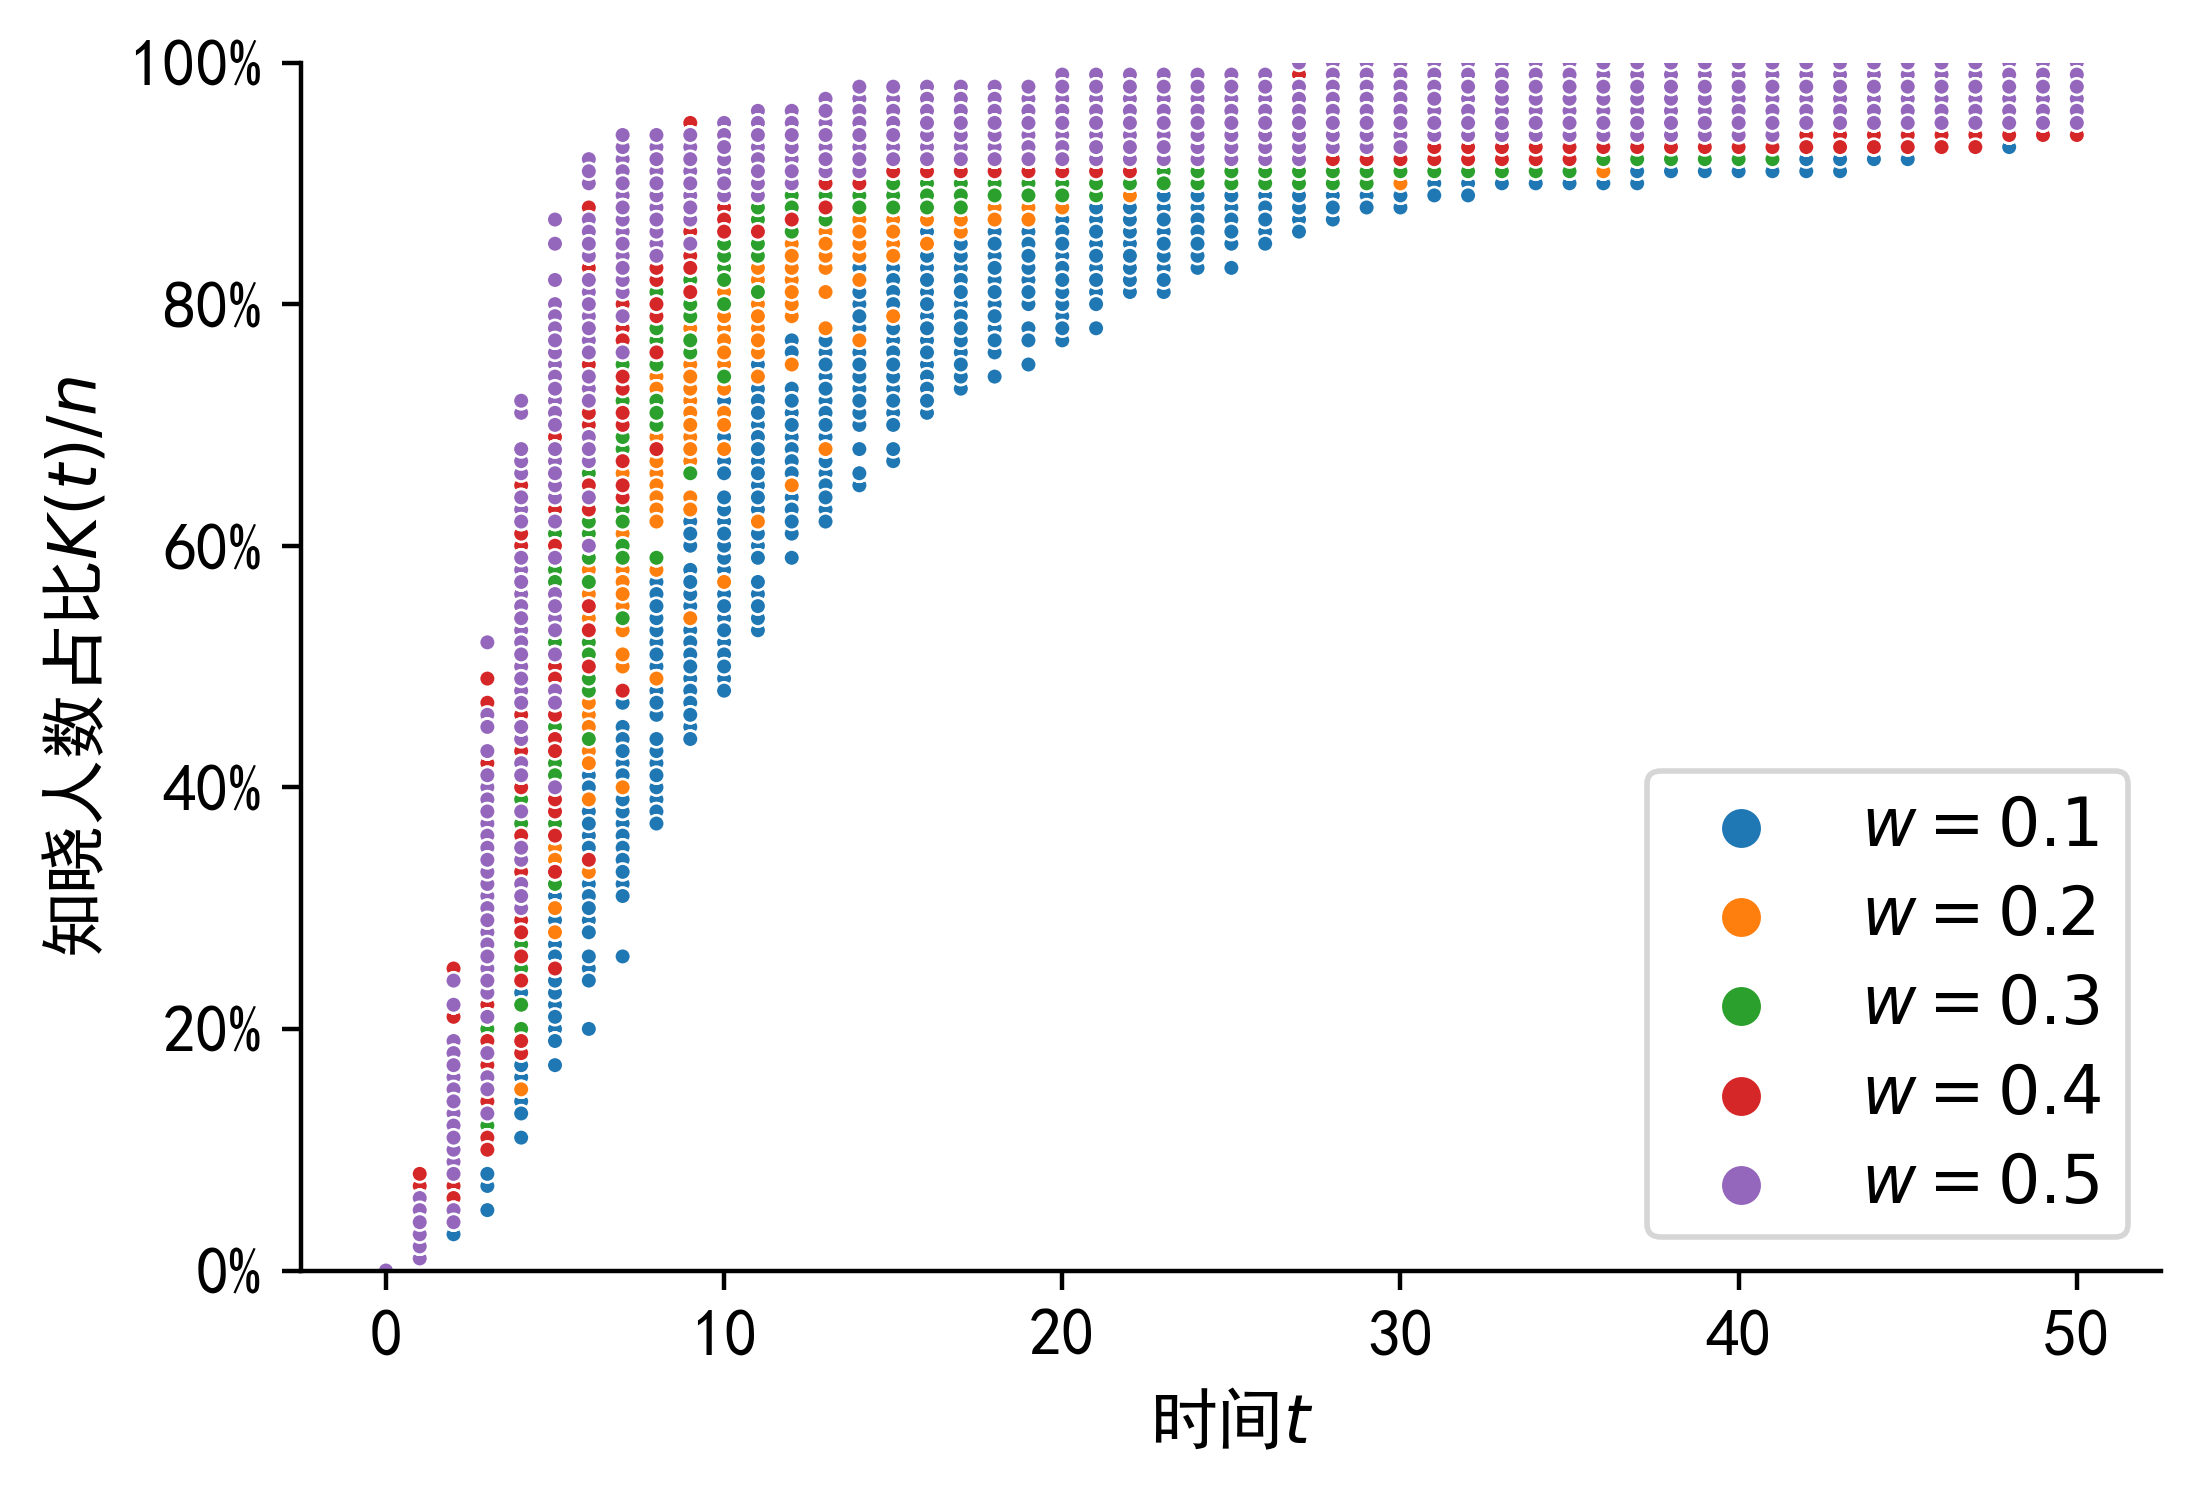 100%
80%
60%
40%
20%
0%
知晓人数占比K(t)/n
0 10 20 30 40 50
时间t
w = 0.1
w = 0.2
w = 0.3
w = 0.4
w = 0.5